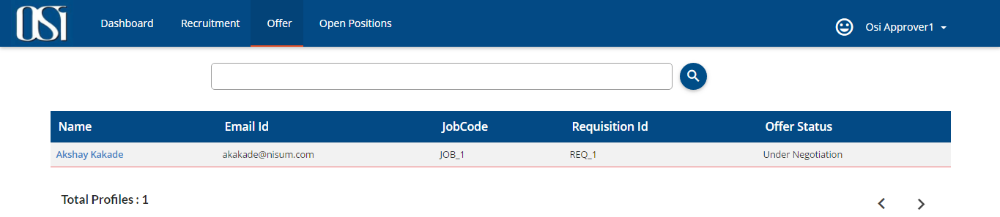 OSi Dashboard Recruitment Offer Open Positions Osi Approver1
Name Email Id JobCode Requisition Id Offer Status
Akshay Kakade akakade@nisum.com JOB_1 REQ_1 Under Negotiation
Total Profiles : 1